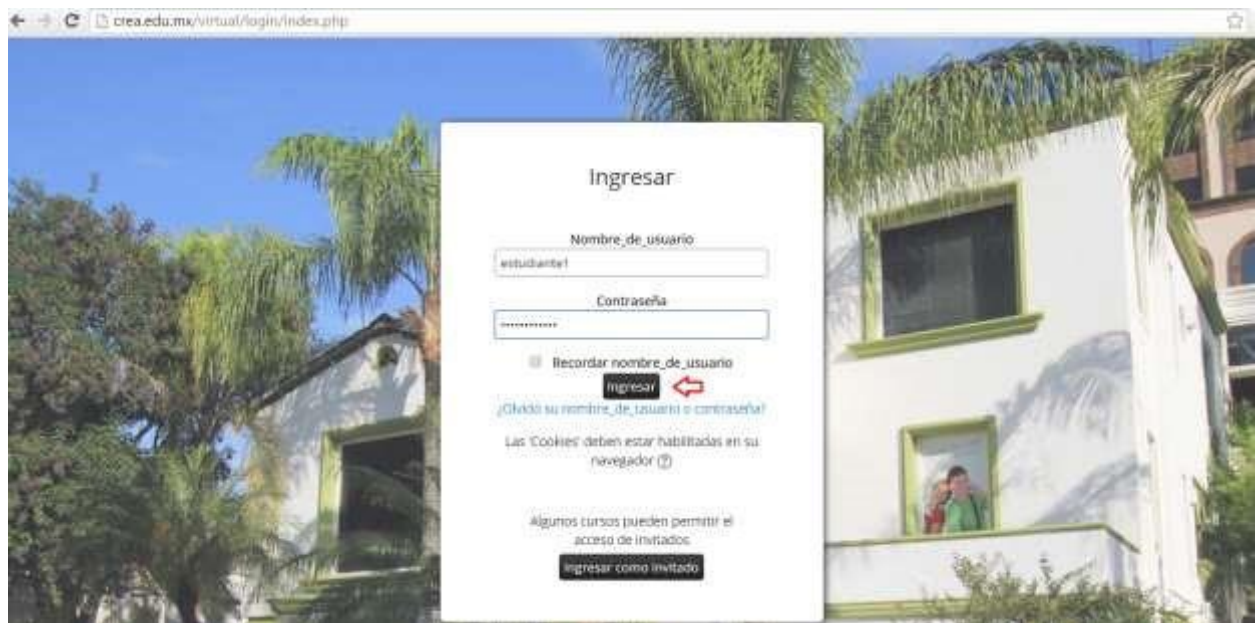 crea.edu.mx/virtual/login/index.php
Ingresar
Nombre_de_usuario
estudiante1
Contraseña
Recordar nombre_de_usuario
Ingresar
¿Olvidó su nombre_de_usuario o contraseña?
Las 'Cookies' deben estar habilitadas en su
navegador
Algunos cursos pueden permitir el
acceso de invitados
Ingresar como invitado